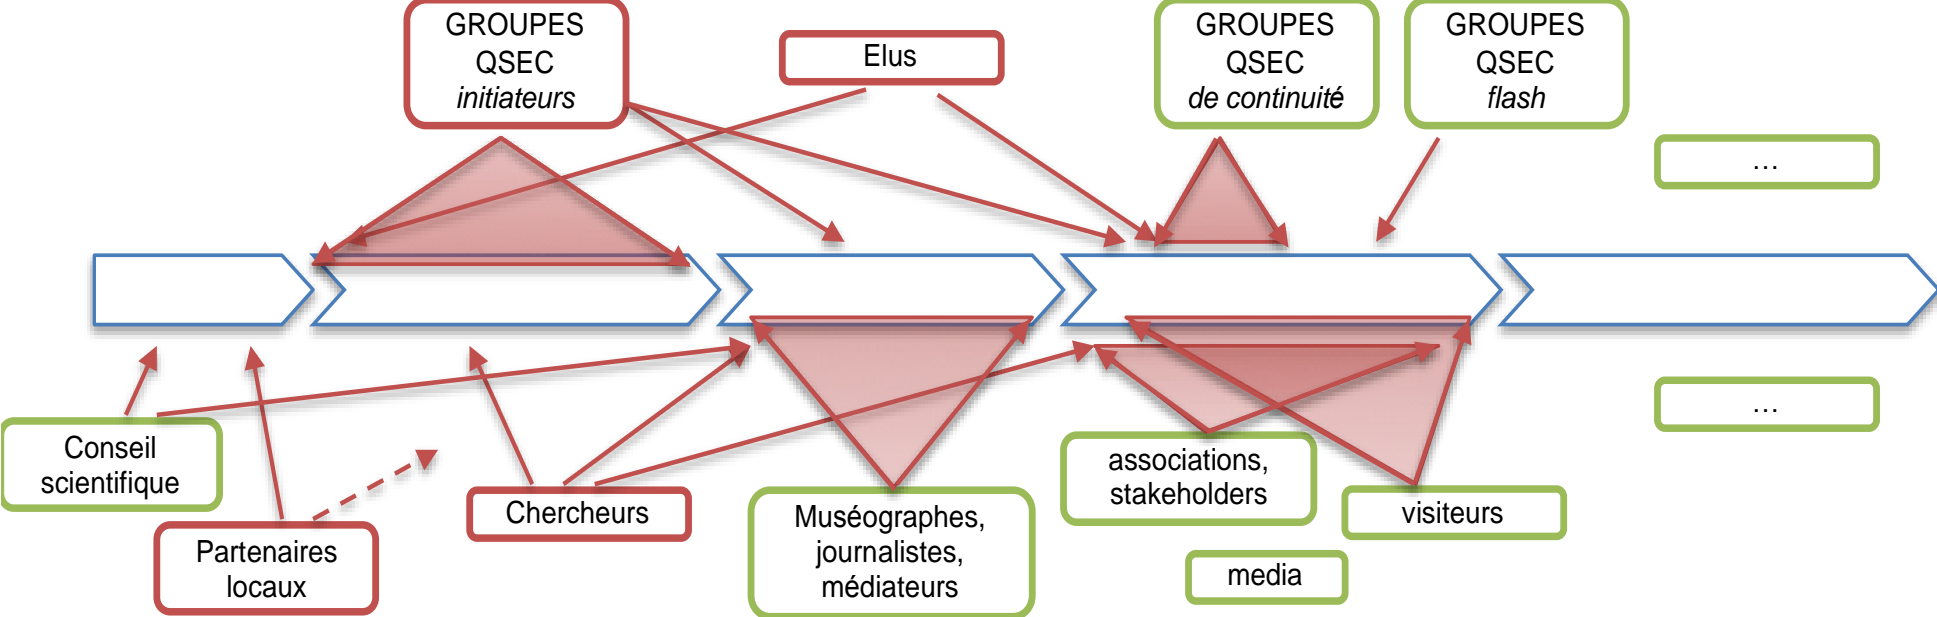 GROUPES
QSEC
initiateurs
Elus
GROUPES
QSEC
de continuité
GROUPES
QSEC
flash
…
Conseil
scientifique
Partenaires
locaux
Chercheurs
Muséographes,
journalistes,
médiateurs
associations,
stakeholders
visiteurs
media
…